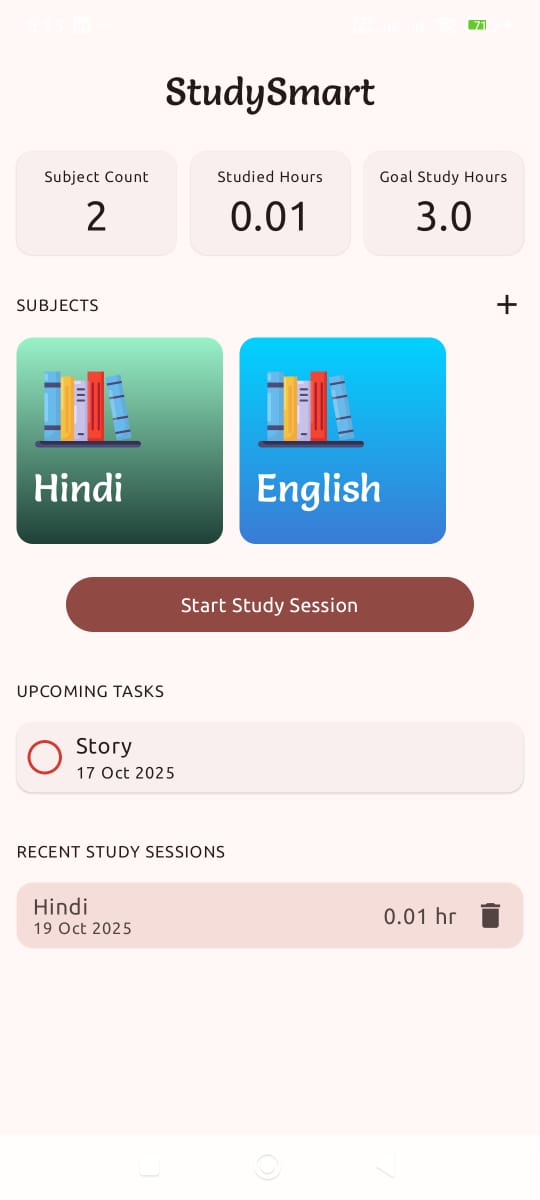 StudySmart
Subject Count
2
Studied Hours
0.01
Goal Study Hours
3.0
SUBJECTS
Hindi
English
Start Study Session
UPCOMING TASKS
Story
17 Oct 2025
RECENT STUDY SESSIONS
Hindi
19 Oct 2025
0.01 hr